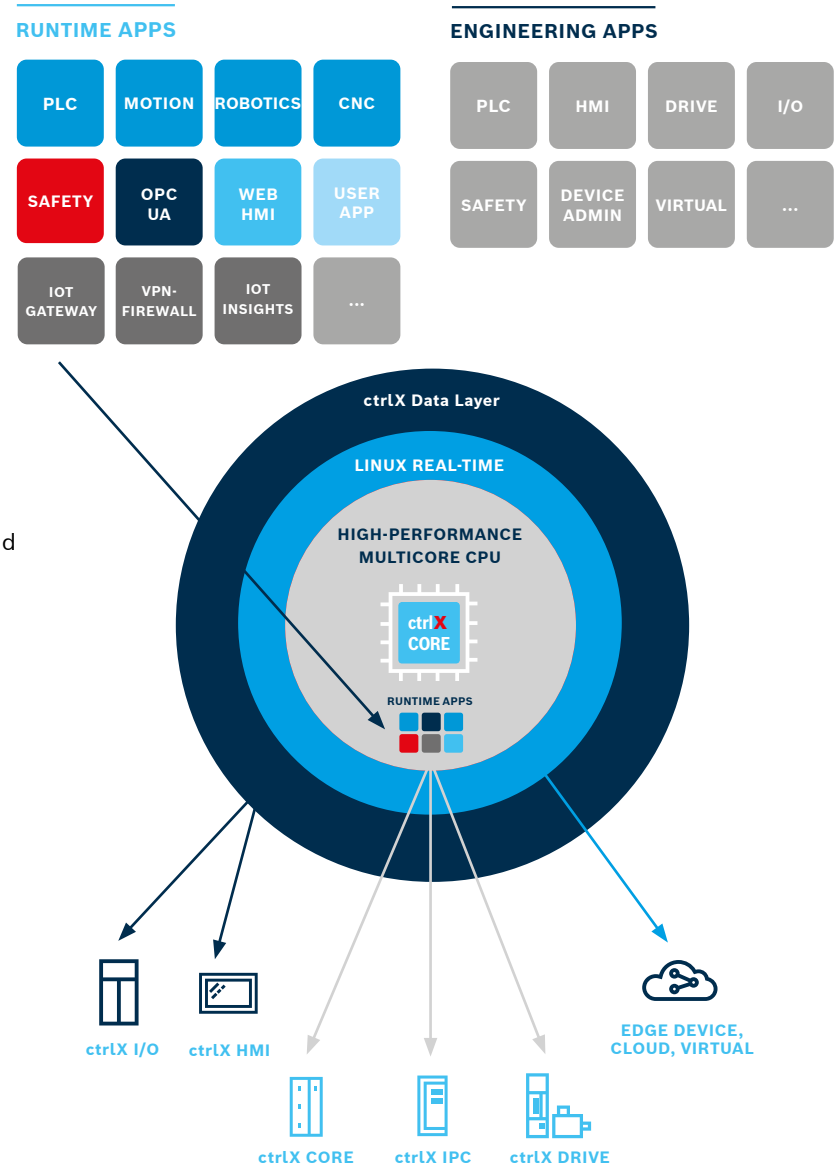 RUNTIME APPS
PLC
MOTION
ROBOTICS
CNC
SAFETY
OPC
UA
WEB
HMI
USER
APP
IOT
GATEWAY
VPN-
FIREWALL
IOT
INSIGHTS
...
ENGINEERING APPS
PLC
HMI
DRIVE
I/O
SAFETY
DEVICE
ADMIN
VIRTUAL
...
d
ctrlX Data Layer
LINUX REAL-TIME
HIGH-PERFORMANCE
MULTICORE CPU
ctrlX
CORE
RUNTIME APPS
ctrlX I/O
ctrlX HMI
EDGE DEVICE,
CLOUD, VIRTUAL
ctrlX CORE
ctrlX IPC
ctrlX DRIVE